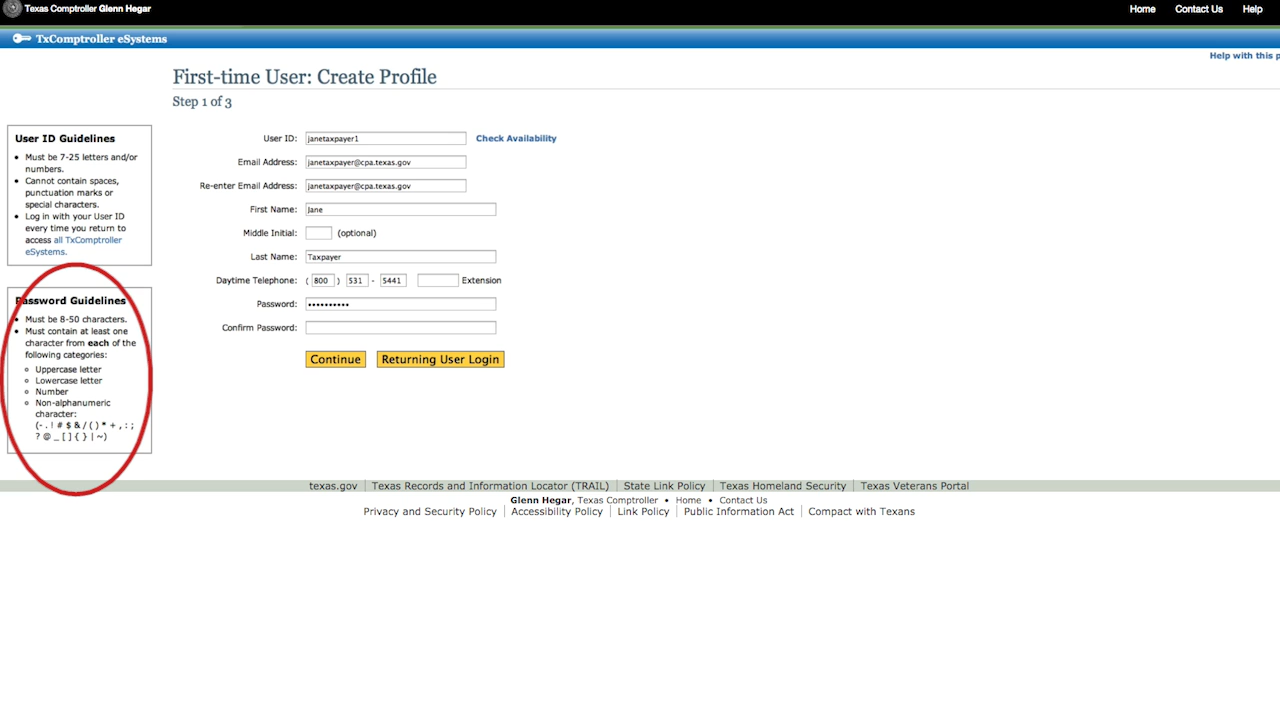 Texas Comptroller Glenn Hegar
Home Contact Us Help
TxComptroller eSystems
Help with this p
First-time User: Create Profile
Step 1 of 3
User ID Guidelines
• Must be 7-25 letters and/or
numbers.
• Cannot contain spaces,
punctuation marks or
special characters.
• Log in with your User ID
every time you return to
access all TxComptroller
eSystems.
Password Guidelines
• Must be 8-50 characters.
• Must contain at least one
character from each of the
following categories:
Uppercase letter
Lowercase letter
Number
Non-alphanumeric
character:
(- . ! # $ & / ( ) * + , : ;
? @ _ [ ] { } | ~)
User ID: janetaxpayer1 Check Availability
Email Address: janetaxpayer@cpa.texas.gov
Re-enter Email Address: janetaxpayer@cpa.texas.gov
First Name: Jane
Middle Initial: (optional)
Last Name: Taxpayer
Daytime Telephone: ( 800 ) 531 - 5441 Extension
Password: ••••••••••
Confirm Password:
Continue Returning User Login
texas.gov | Texas Records and Information Locator (TRAIL) | State Link Policy | Texas Homeland Security | Texas Veterans Portal
Glenn Hegar, Texas Comptroller • Home • Contact Us
Privacy and Security Policy | Accessibility Policy | Link Policy | Public Information Act | Compact with Texans